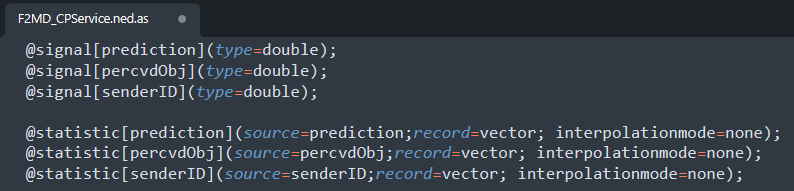 F2MD_CPService.ned.as
@signal[prediction](type=double);
@signal[percvdObj](type=double);
@signal[senderID](type=double);
@statistic[prediction](source=prediction;record=vector; interpolationmode=none);
@statistic[percvdObj](source=percvdObj;record=vector; interpolationmode=none);
@statistic[senderID](source=senderID;record=vector; interpolationmode=none);